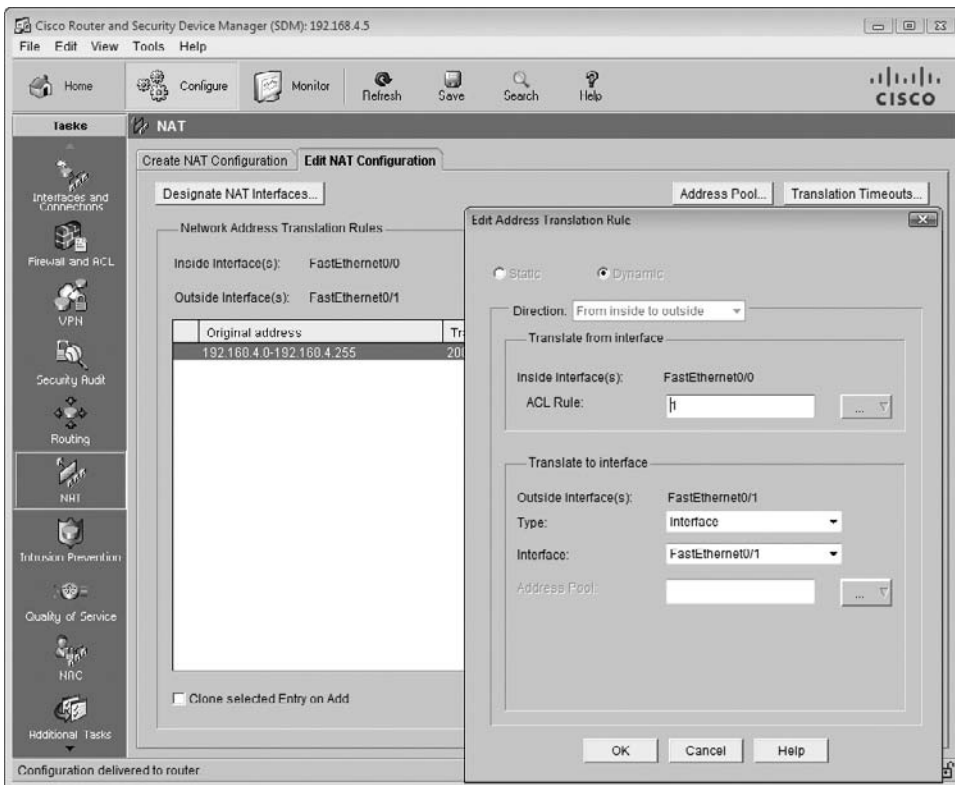 Cisco Router and Security Device Manager (SDM): 192.168.4.5
File Edit View Tools Help
Home Configure Monitor Refresh Save Search Help
CISCO
Tasks
NAT
Create NAT Configuration Edit NAT Configuration
Designate NAT Interfaces... Address Pool... Translation Timeouts...
Interfaces and Connections
Firewall and ACL
VPN
Security Audit
Routing
NAT
Intrusion Prevention
Quality of Service
NAC
Additional Tasks
Network Address Translation Rules
Inside Interface(s): FastEthernet0/0
Outside Interface(s): FastEthernet0/1
Original address
192.168.4.0-192.168.4.255
Clone selected Entry on Add
Edit Address Translation Rule
Static Dynamic
Direction: From inside to outside
Translate from interface
Inside Interface(s): FastEthernet0/0
ACL Rule: 1 ...
Translate to interface
Outside Interface(s): FastEthernet0/1
Type: Interface
Interface: FastEthernet0/1
Address Pool: ...
OK Cancel Help
Configuration delivered to router